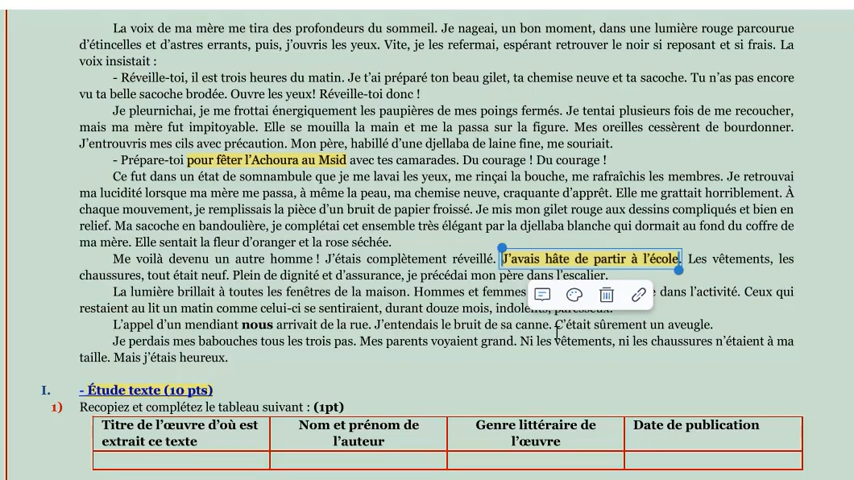 La voix de ma mère me tira des profondeurs du sommeil. Je nageai, un bon moment, dans une lumière rouge parcourue
d'étincelles et d'astres errants, puis, j'ouvris les yeux. Vite, je les refermai, espérant retrouver le noir si reposant et si frais. La
voix insistait :
- Réveille-toi, il est trois heures du matin. Je t'ai préparé ton beau gilet, ta chemise neuve et ta sacoche. Tu n'as pas encore
vu ta belle sacoche brodée. Ouvre les yeux! Réveille-toi donc !
Je pleurnichai, je me frottai énergiquement les paupières de mes poings fermés. Je tentai plusieurs fois de me recoucher,
mais ma mère fut impitoyable. Elle se mouilla la main et me la passa sur la figure. Mes oreilles cessèrent de bourdonner.
J'entrouvris mes cils avec précaution. Mon père, habillé d'une djellaba de laine fine, me souriait.
- Prépare-toi pour fêter l'Achoura au Msid avec tes camarades. Du courage ! Du courage !
Ce fut dans un état de somnambule que je me lavai les yeux, me rinçai la bouche, me rafraîchis les membres. Je retrouvai
ma lucidité lorsque ma mère me passa, à même la peau, ma chemise neuve, craquante d'apprêt. Elle me grattait horriblement. À
chaque mouvement, je remplissais la pièce d'un bruit de papier froissé. Je mis mon gilet rouge aux dessins compliqués et bien en
relief. Ma sacoche en bandoulière, je complétai cet ensemble très élégant par la djellaba blanche qui dormait au fond du coffre de
ma mère. Elle sentait la fleur d'oranger et la rose séchée.
Me voilà devenu un autre homme ! J'étais complètement réveillé. J'avais hâte de partir à l'école. Les vêtements, les
chaussures, tout était neuf. Plein de dignité et d'assurance, je précédai mon père dans l'escalier.
La lumière brillait à toutes les fenêtres de la maison. Hommes et femmes dans l'activité. Ceux qui
restaient au lit un matin comme celui-ci se sentiraient, durant douze mois, indolents, paresseux.
L'appel d'un mendiant nous arrivait de la rue. J'entendais le bruit de sa canne. C'était sûrement un aveugle.
Je perdais mes babouches tous les trois pas. Mes parents voyaient grand. Ni les vêtements, ni les chaussures n'étaient à ma
taille. Mais j'étais heureux.
I. - Étude texte (10 pts)
1) Recopiez et complétez le tableau suivant : (1pt)
Titre de l'œuvre d'où est Nom et prénom de Genre littéraire de Date de publication
extrait ce texte l'auteur l'œuvre